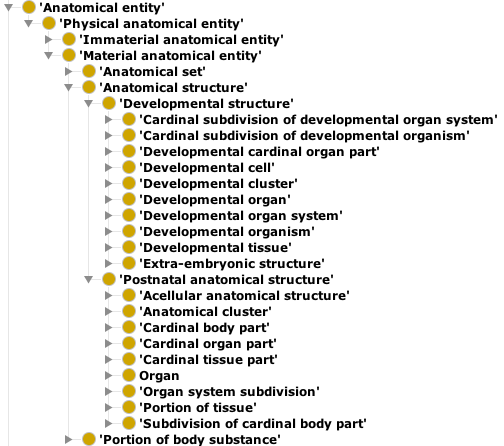 'Anatomical entity'
'Physical anatomical entity'
'Immaterial anatomical entity'
'Material anatomical entity'
'Anatomical set'
'Anatomical structure'
'Developmental structure'
'Cardinal subdivision of developmental organ system'
'Cardinal subdivision of developmental organism'
'Developmental cardinal organ part'
'Developmental cell'
'Developmental cluster'
'Developmental organ'
'Developmental organ system'
'Developmental organism'
'Developmental tissue'
'Extra-embryonic structure'
'Postnatal anatomical structure'
'Acellular anatomical structure'
'Anatomical cluster'
'Cardinal body part'
'Cardinal organ part'
'Cardinal tissue part'
Organ
'Organ system subdivision'
'Portion of tissue'
'Subdivision of cardinal body part'
'Portion of body substance'